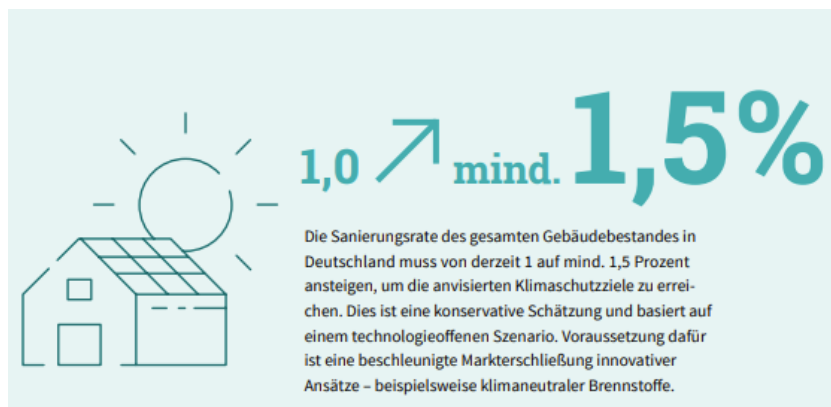 1,0 mind. 1,5%
Die Sanierungsrate des gesamten Gebäudebestandes in
Deutschland muss von derzeit 1 auf mind. 1,5 Prozent
ansteigen, um die anvisierten Klimaschutzziele zu errei-
chen. Dies ist eine konservative Schätzung und basiert auf
einem technologieoffenen Szenario. Voraussetzung dafür
ist eine beschleunigte Markterschließung innovativer
Ansätze – beispielsweise klimaneutraler Brennstoffe.